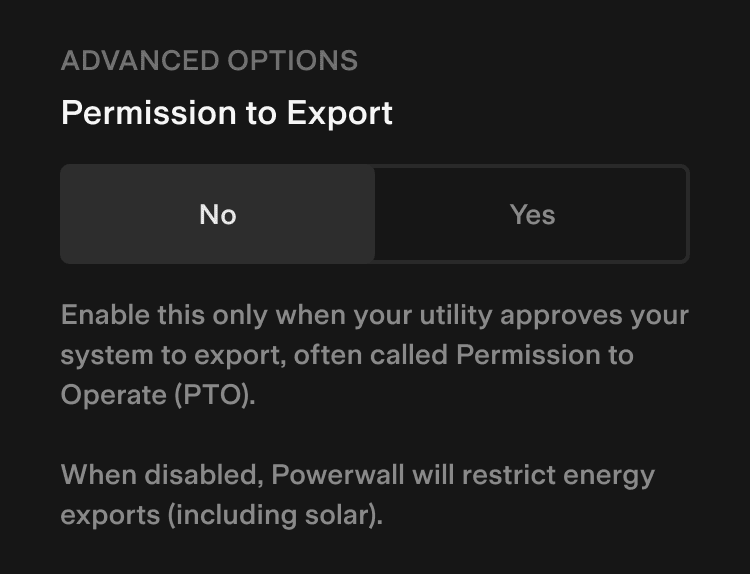 ADVANCED OPTIONS
Permission to Export
No
Yes
Enable this only when your utility approves your
system to export, often called Permission to
Operate (PTO).
When disabled, Powerwall will restrict energy
exports (including solar).